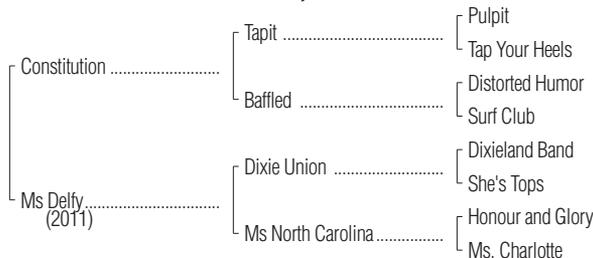 Pulpit
Tapit ................................
Tap Your Heels
Constitution ......................
Distorted Humor
Baffled ............................
Surf Club
Dixieland Band
Dixie Union ......................
She's Tops
Ms Delfy...........................
(2011)
Honour and Glory
Ms North Carolina..............
Ms. Charlotte